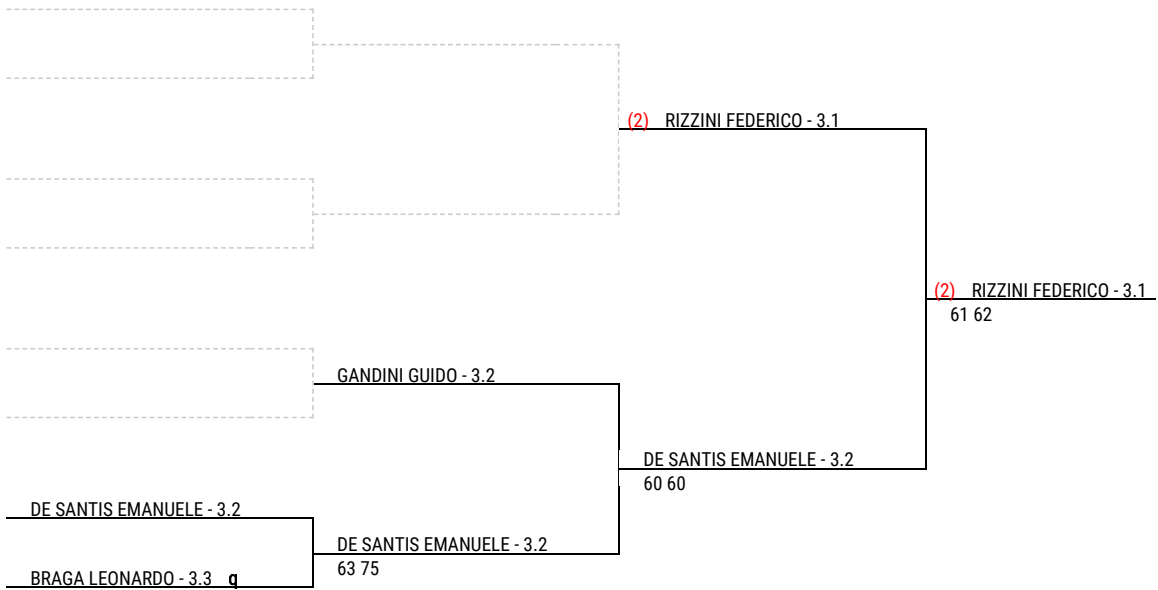 (2) RIZZINI FEDERICO - 3.1
(2) RIZZINI FEDERICO - 3.1
61 62
GANDINI GUIDO - 3.2
DE SANTIS EMANUELE - 3.2
60 60
DE SANTIS EMANUELE - 3.2
DE SANTIS EMANUELE - 3.2
63 75
BRAGA LEONARDO - 3.3 q